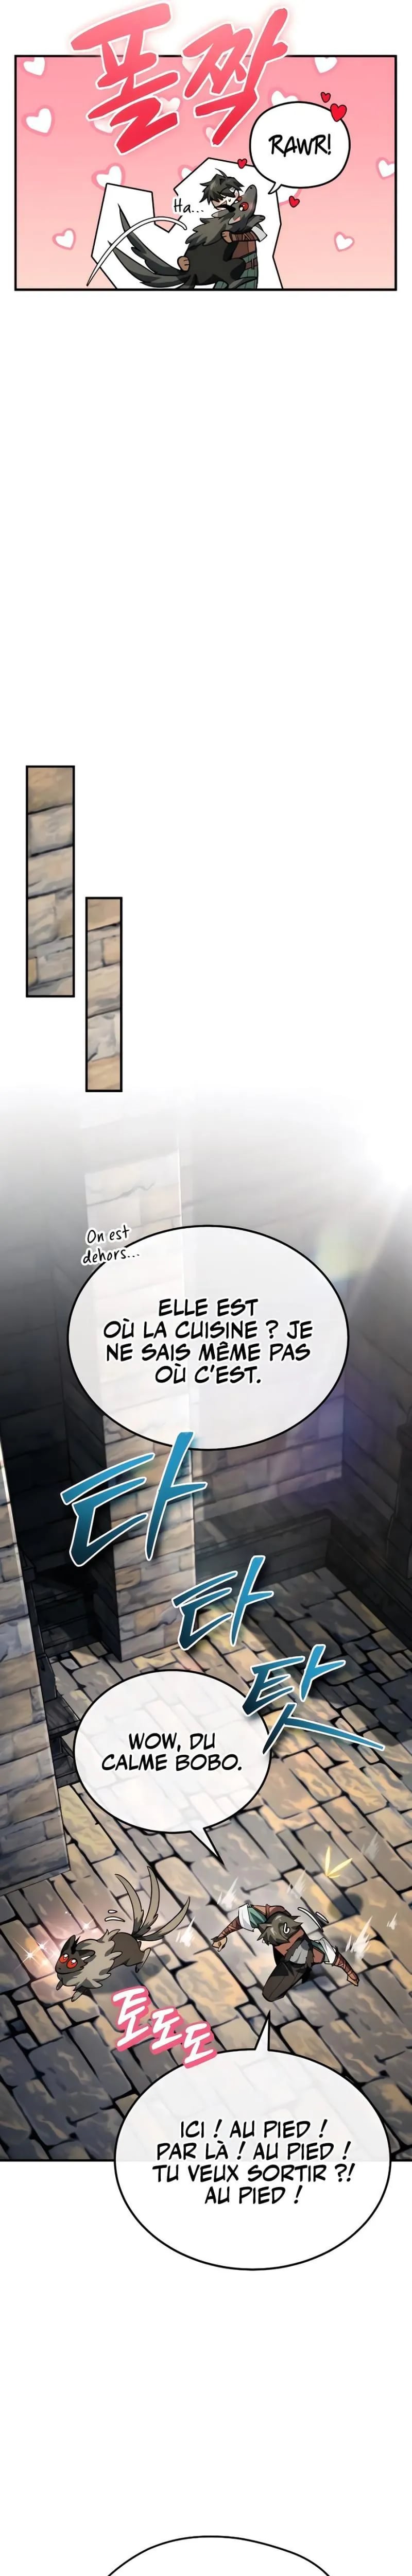 폴짝
RAWR!
Ha...
On est
dehors...
ELLE EST
OÙ LA CUISINE ? JE
NE SAIS MÊME PAS
OÙ C'EST.
타
타
탓
WOW, DU
CALME BOBO.
토도도
ICI ! AU PIED !
PAR LÀ ! AU PIED !
TU VEUX SORTIR ?!
AU PIED !